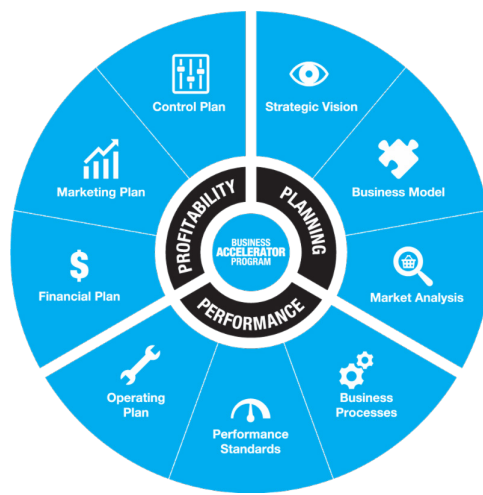 Control Plan
Strategic Vision
Marketing Plan
Business Model
Financial Plan
Market Analysis
PROFITABILITY
PLANNING
PERFORMANCE
BUSINESS
ACCELERATOR
PROGRAM
Operating
Plan
Performance
Standards
Business
Processes